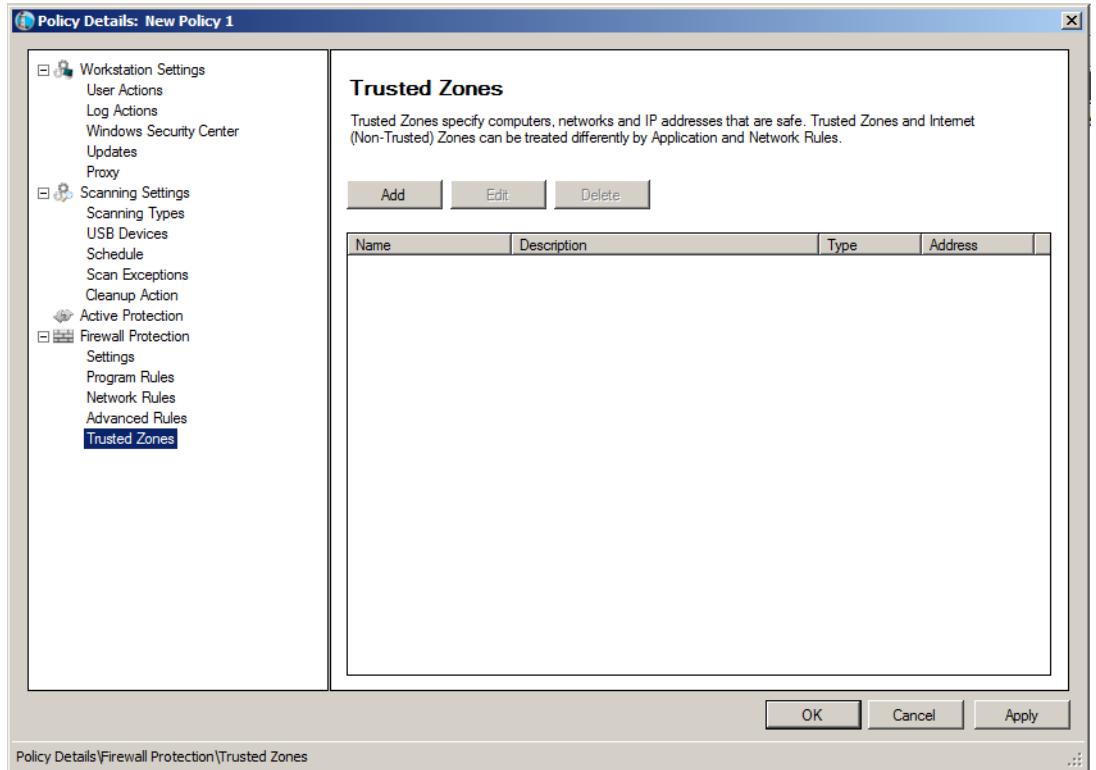 Policy Details: New Policy 1
Workstation Settings
User Actions
Log Actions
Windows Security Center
Updates
Proxy
Scanning Settings
Scanning Types
USB Devices
Schedule
Scan Exceptions
Cleanup Action
Active Protection
Firewall Protection
Settings
Program Rules
Network Rules
Advanced Rules
Trusted Zones
Trusted Zones
Trusted Zones specify computers, networks and IP addresses that are safe. Trusted Zones and Internet
(Non-Trusted) Zones can be treated differently by Application and Network Rules.
Add Edit Delete
Name Description Type Address
OK Cancel Apply
Policy Details\Firewall Protection\Trusted Zones